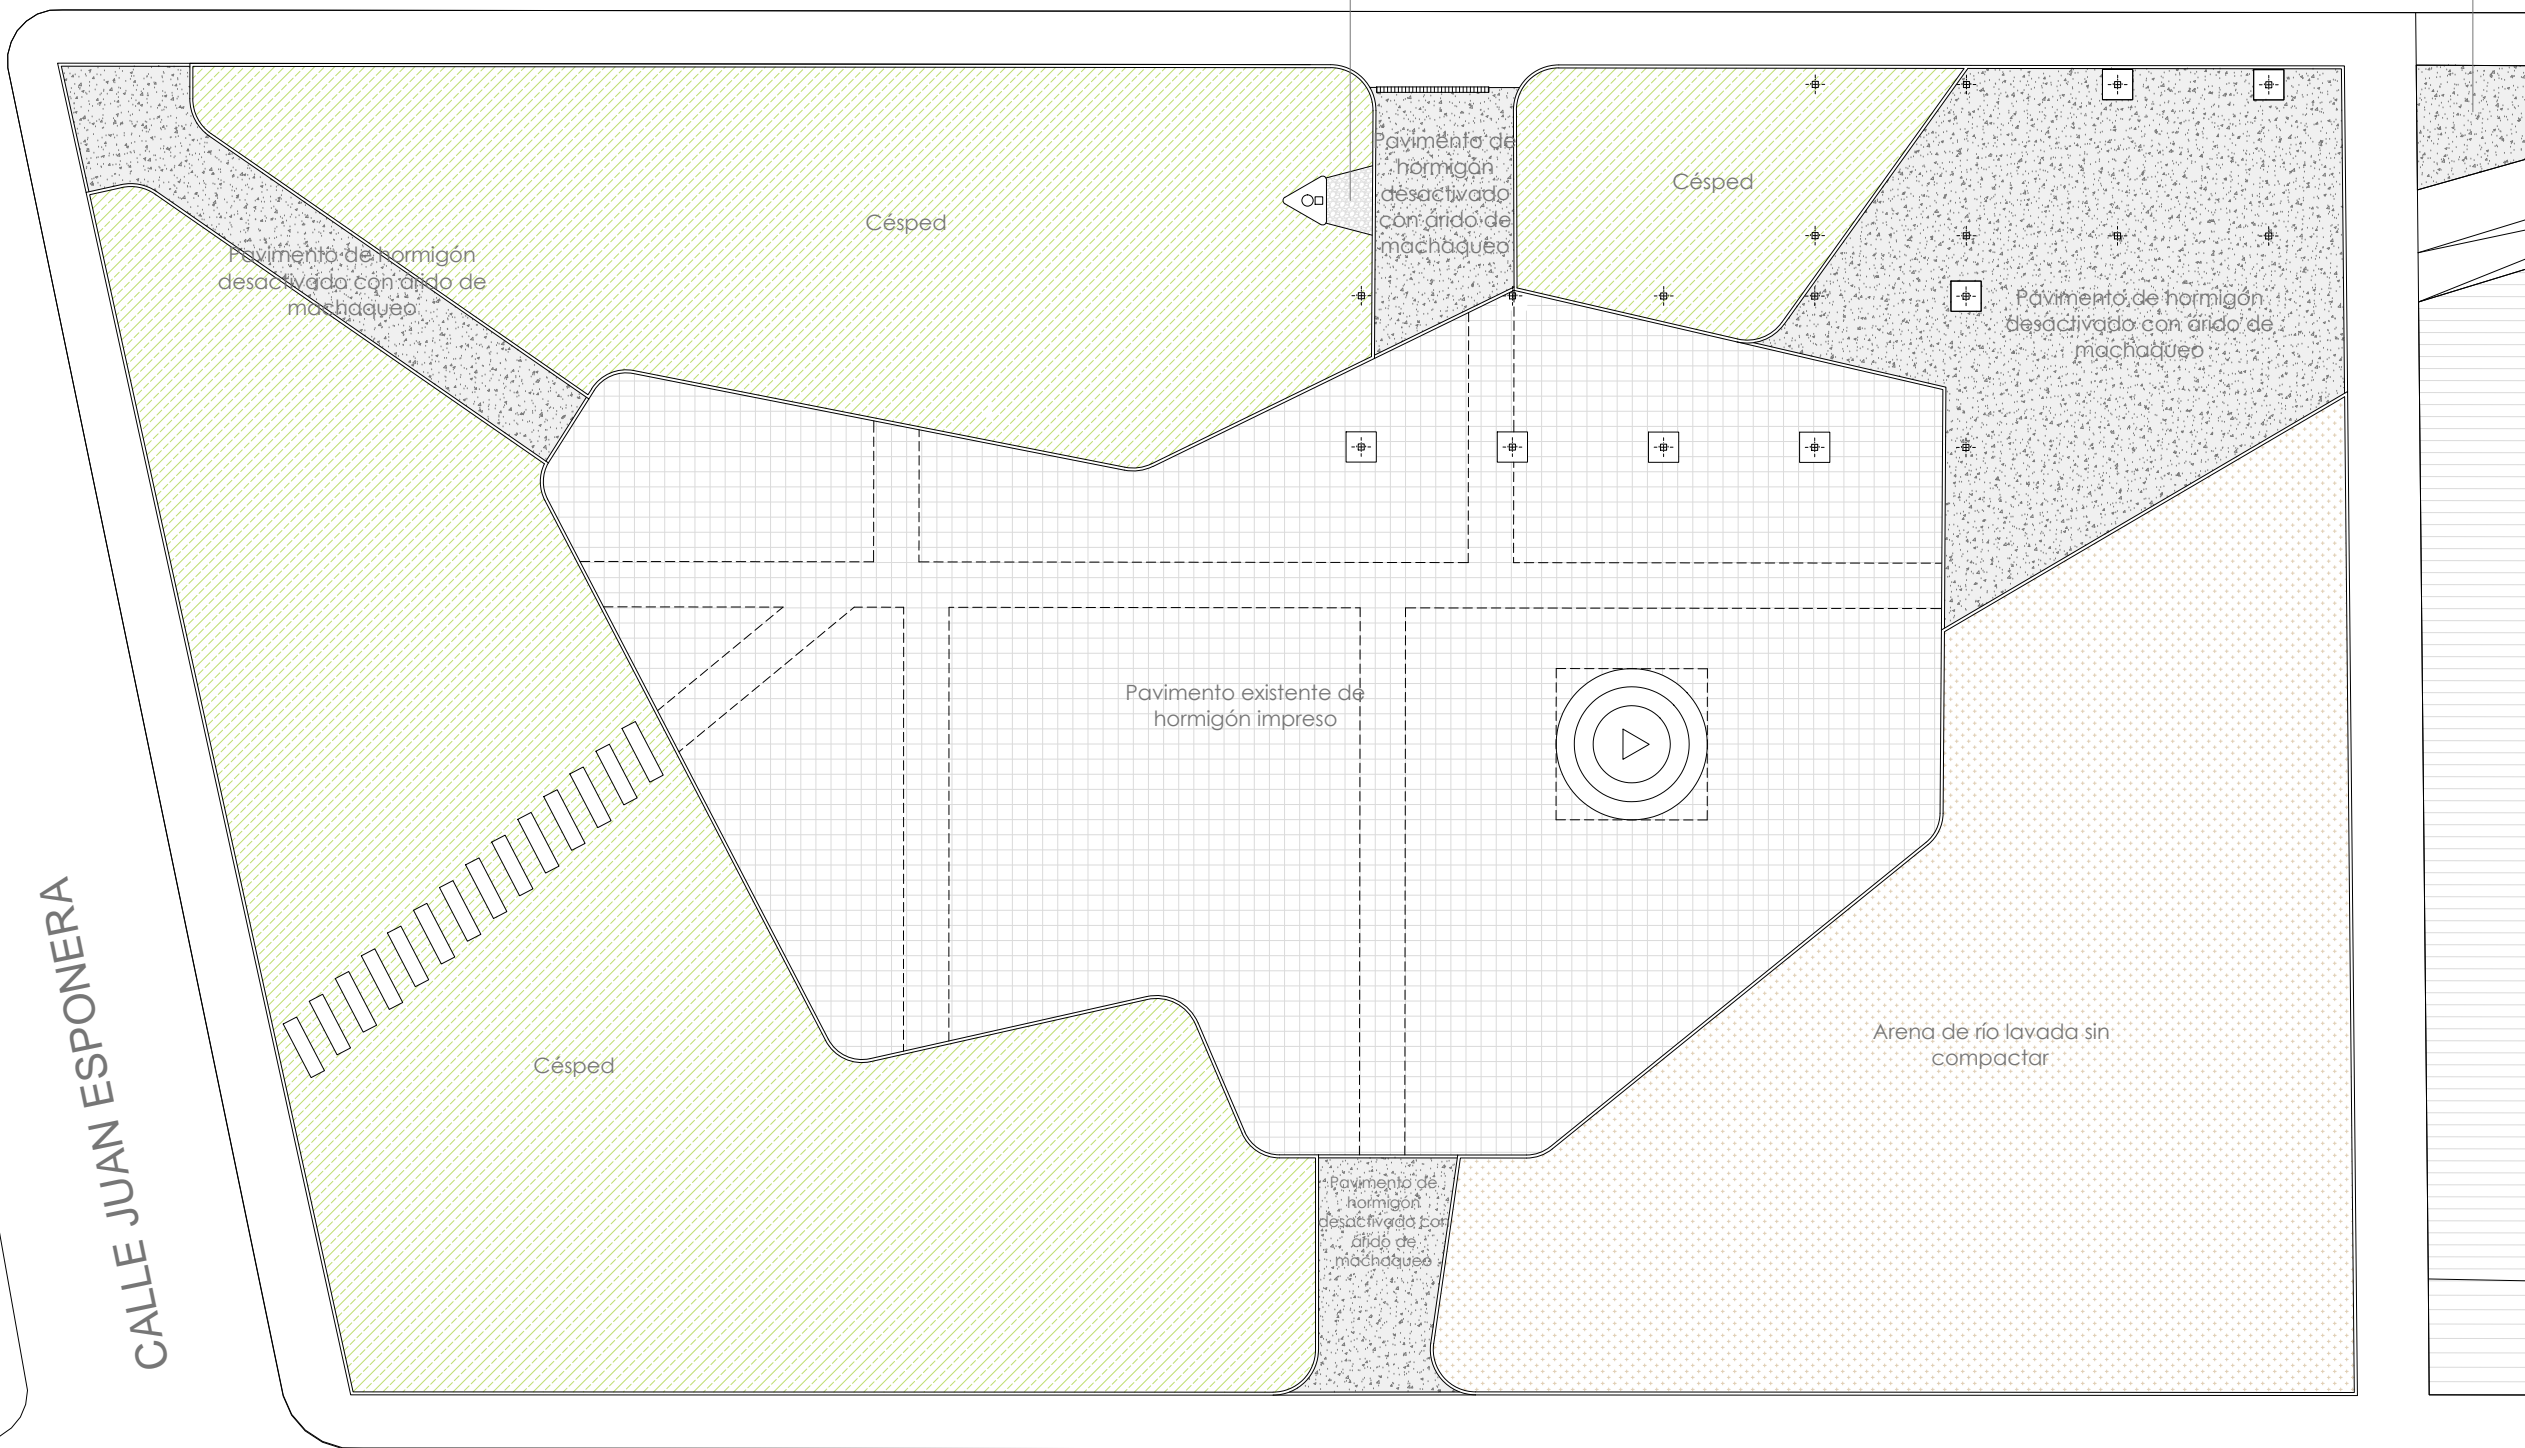 Pavimento de
hormigón
desactivado
con árido de
machaqueo
Césped
Césped
Pavimento de hormigón
desactivado con árido de
machaqueo
Pavimento de hormigón
desactivado con árido de
machaqueo
Pavimento existente de
hormigón impreso
CALLE JUAN ESPONERA
Césped
Arena de río lavada sin
compactar
Pavimento de
hormigón
desactivado con
árido de
machaqueo